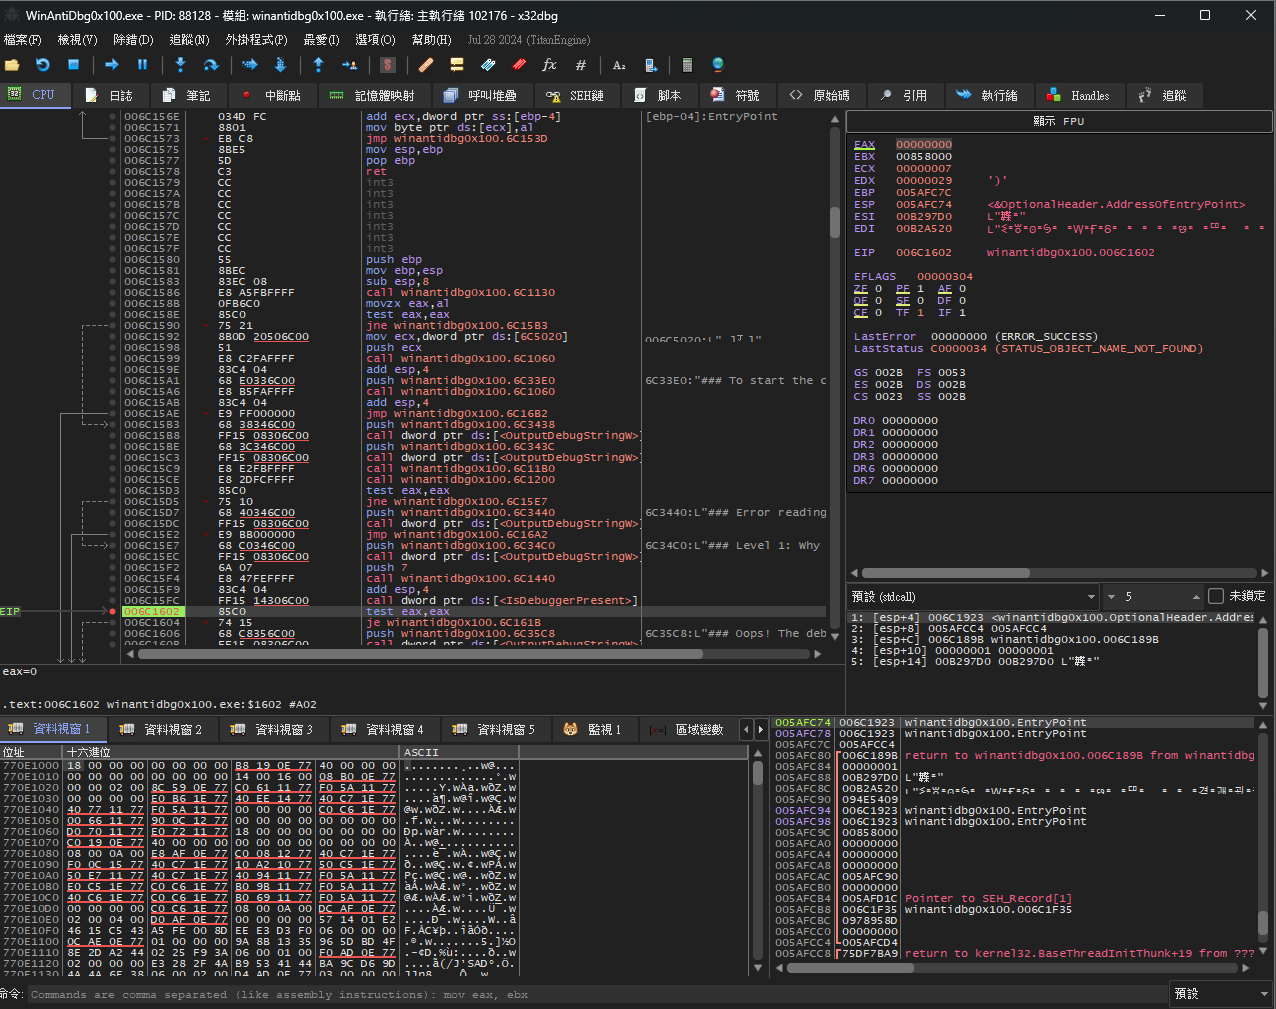 WinAntiDbg0x100.exe - PID: 88128 - 模組: winantidbg0x100.exe - 執行緒: 主執行緒 102176 - x32dbg
檔案(F) 檢視(V) 除錯(D) 追蹤(N) 外掛程式(P) 最愛(I) 選項(O) 幫助(H) Jul 28 2024 (TitanEngine)
CPU 日誌 筆記 中斷點 記憶體映射 呼叫堆疊 SEH鏈 腳本 符號 原始碼 引用 執行緒 Handles 追蹤
006C156E 034D FC add ecx,dword ptr ss:[ebp-4] [ebp-04]:EntryPoint
006C1571 8801 mov byte ptr ds:[ecx],al
006C1573 EB C8 jmp winantidbg0x100.6C153D
006C1575 8BE5 mov esp,ebp
006C1577 5D pop ebp
006C1578 C3 ret
006C1579 CC int3
006C157A CC int3
006C157B CC int3
006C157C CC int3
006C157D CC int3
006C157E CC int3
006C157F CC int3
006C1580 55 push ebp
006C1581 8BEC mov ebp,esp
006C1583 83EC 08 sub esp,8
006C1586 E8 A5FBFFFF call winantidbg0x100.6C1130
006C158B 0FB6C0 movzx eax,al
006C158E 85C0 test eax,eax
006C1590 75 21 jne winantidbg0x100.6C15B3
006C1592 8B0D 20506C00 mov ecx,dword ptr ds:[6C5020]
006C1598 51 push ecx
006C1599 E8 C2FAFFFF call winantidbg0x100.6C1060
006C159E 83C4 04 add esp,4
006C15A1 68 E0336C00 push winantidbg0x100.6C33E0 6C33E0:"### To start the c
006C15A6 E8 B5FAFFFF call winantidbg0x100.6C1060
006C15AB 83C4 04 add esp,4
006C15AE E9 FF000000 jmp winantidbg0x100.6C16B2
006C15B3 68 38346C00 push winantidbg0x100.6C3438
006C15B8 FF15 08306C00 call dword ptr ds:[<OutputDebugStringW>]
006C15BE 68 3C346C00 push winantidbg0x100.6C343C
006C15C3 FF15 08306C00 call dword ptr ds:[<OutputDebugStringW>]
006C15C9 E8 E2FBFFFF call winantidbg0x100.6C11B0
006C15CE E8 2DFCFFFF call winantidbg0x100.6C1200
006C15D3 85C0 test eax,eax
006C15D5 75 10 jne winantidbg0x100.6C15E7
006C15D7 68 40346C00 push winantidbg0x100.6C3440 6C3440:L"### Error reading
006C15DC FF15 08306C00 call dword ptr ds:[<OutputDebugStringW>]
006C15E2 E9 BB000000 jmp winantidbg0x100.6C16A2
006C15E7 68 C0346C00 push winantidbg0x100.6C34C0 6C34C0:L"### Level 1: Why
006C15EC FF15 08306C00 call dword ptr ds:[<OutputDebugStringW>]
006C15F2 6A 07 push 7
006C15F4 E8 47FEFFFF call winantidbg0x100.6C1440
006C15F9 83C4 04 add esp,4
006C15FC FF15 14306C00 call dword ptr ds:[<IsDebuggerPresent>]
EIP 006C1602 85C0 test eax,eax
006C1604 74 15 je winantidbg0x100.6C161B
006C1606 68 C8356C00 push winantidbg0x100.6C35C8 6C35C8:L"### Oops! The deb
eax=0
.text:006C1602 winantidbg0x100.exe:$1602 #A02
顯示 FPU
EAX 00000000
EBX 00858000
ECX 00000007
EDX 00000029 ')'
EBP 005AFC7C
ESP 005AFC74 <&OptionalHeader.AddressOfEntryPoint>
ESI 00B297D0
EDI 00B2A520
EIP 006C1602 winantidbg0x100.006C1602
EFLAGS 00000304
ZF 0 PF 1 AF 0
OF 0 SF 0 DF 0
CF 0 TF 1 IF 1
LastError 00000000 (ERROR_SUCCESS)
LastStatus C0000034 (STATUS_OBJECT_NAME_NOT_FOUND)
GS 002B FS 0053
ES 002B DS 002B
CS 0023 SS 002B
DR0 00000000
DR1 00000000
DR2 00000000
DR3 00000000
DR6 00000000
DR7 00000000
預設 (stdcall) 5 未鎖定
1: [esp+4] 006C1923 <winantidbg0x100.OptionalHeader.Addres
2: [esp+8] 005AFCC4 005AFCC4
3: [esp+C] 006C189B winantidbg0x100.006C189B
4: [esp+10] 00000001 00000001
5: [esp+14] 00B297D0 00B297D0
資料視窗 1 資料視窗 2 資料視窗 3 資料視窗 4 資料視窗 5 監視 1 區域變數
位址 十六進位 ASCII
770E1000 18 00 00 00 00 00 00 00 B8 19 0E 77 40 00 00 00
770E1010 00 00 00 00 00 00 00 00 14 00 16 00 08 B0 0E 77
770E1020 00 00 02 00 8C 59 0E 77 C0 61 11 77 F0 5A 11 77
770E1030 00 00 00 00 E0 B6 1E 77 40 EE 14 77 40 C7 1E 77
770E1040 40 77 11 77 F0 5A 11 77 00 00 00 00 C0 C6 1E 77
770E1050 00 66 11 77 90 0C 12 77 00 00 00 00 00 00 00 00
770E1060 D0 70 11 77 E0 72 11 77 18 00 00 00 00 00 00 00
770E1070 C0 19 0E 77 40 00 00 00 00 00 00 00 00 00 00 00
770E1080 08 00 0A 00 E8 AF 0E 77 C0 08 12 77 40 C7 1E 77
770E1090 F0 0C 15 77 40 C7 1E 77 10 A2 10 77 50 C5 1E 77
770E10A0 50 E7 11 77 40 C7 1E 77 40 94 11 77 F0 5A 11 77
770E10B0 E0 C5 1E 77 C0 C6 1E 77 B0 9B 11 77 F0 5A 11 77
770E10C0 40 C6 1E 77 C0 C6 1E 77 B0 69 11 77 F0 5A 11 77
770E10D0 00 00 00 00 C0 C6 1E 77 08 00 0A 00 DC AF 0E 77
770E10E0 02 00 04 00 D0 AF 0E 77 00 00 00 00 57 14 01 E2
770E10F0 46 15 C5 43 A5 FE 00 8D EE E3 D3 F0 06 00 00 00
770E1100 0C AE 0E 77 01 00 00 00 9A 8B 13 35 96 5D BD 4F
770E1110 8E 2D A2 44 02 25 F9 3A 06 00 01 00 F0 AD 0E 77
770E1120 02 00 00 00 E3 28 2F 4A B9 53 41 44 BA 9C D6 9D
770E1130 4A 4A 6E 38 06 00 02 00 D4 AD 0E 77 03 00 00 00
005AFC74 006C1923 winantidbg0x100.EntryPoint
005AFC78 006C1923 winantidbg0x100.EntryPoint
005AFC7C 005AFCC4
005AFC80 006C189B return to winantidbg0x100.006C189B from winantidbg
005AFC84 00000001
005AFC88 00B297D0
005AFC8C 00B2A520
005AFC90 094E5409
005AFC94 006C1923 winantidbg0x100.EntryPoint
005AFC98 006C1923 winantidbg0x100.EntryPoint
005AFC9C 00858000
005AFCA0 00000000
005AFCA4 00000000
005AFCA8 00000000
005AFCAC 005AFC90
005AFCB0 00000000
005AFCB4 005AFD1C Pointer to SEH_Record[1]
005AFCB8 006C1F35 winantidbg0x100.006C1F35
005AFCBC 0978958D
005AFCC0 00000000
005AFCC4 005AFCD4
005AFCC8 75DF7BA9 return to kernel32.BaseThreadInitThunk+19 from ???
命令: Commands are comma separated (like assembly instructions): mov eax, ebx 預設